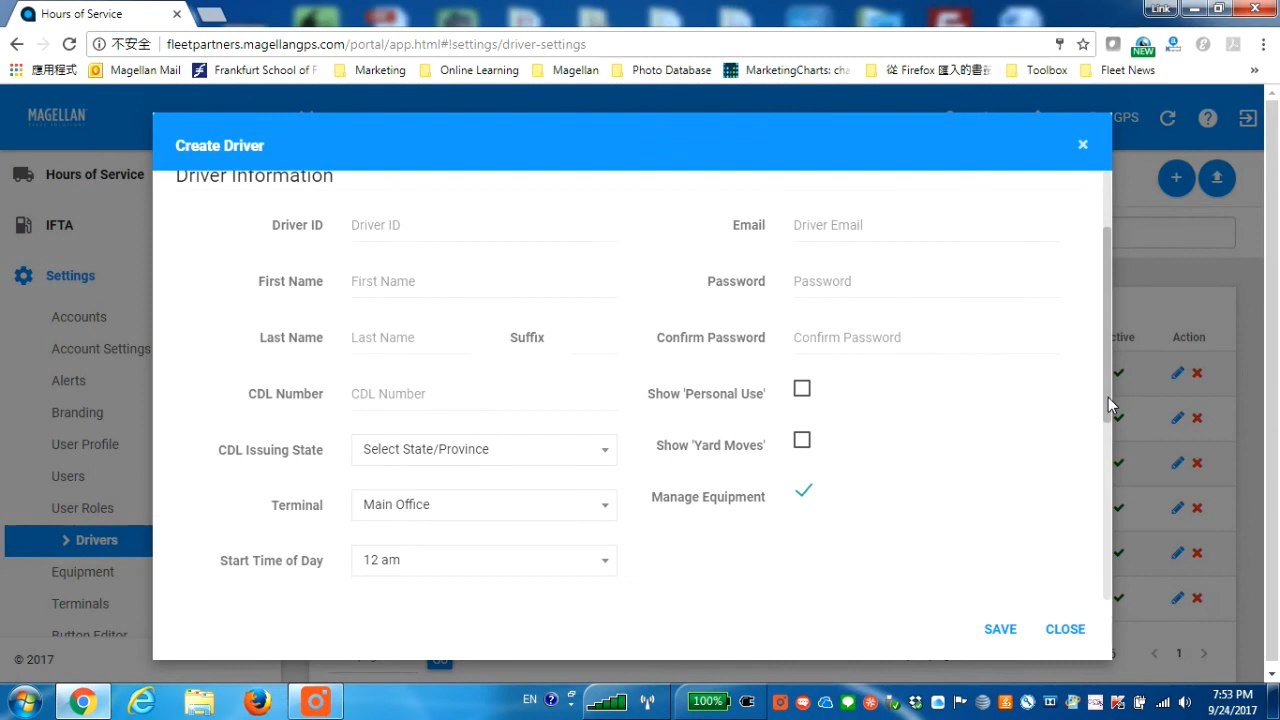 Hours of Service
Link
不安全
fleetpartners.magellangps.com/portal/app.html#!settings/driver-settings
NEW
應用程式
Magellan Mail
Frankfurt School of F
Marketing
Online Learning
Magellan
Photo Database
MarketingCharts: cha
從 Firefox 匯入的書籤
Toolbox
Fleet News
»
MAGELLAN
GPS
Hours of Service
IFTA
Settings
Accounts
Account Settings
Alerts
Branding
User Profile
Users
User Roles
Drivers
Equipment
Terminals
Button Editor
© 2017
Create Driver
×
Driver Information
Driver ID
Driver ID
Email
Driver Email
First Name
First Name
Password
Password
Last Name
Last Name
Suffix
Confirm Password
Confirm Password
CDL Number
CDL Number
Show 'Personal Use'
CDL Issuing State
Select State/Province
Show 'Yard Moves'
Terminal
Main Office
Manage Equipment
Start Time of Day
12 am
SAVE
CLOSE
ctive
Action
1
EN
100%
7:53 PM
9/24/2017